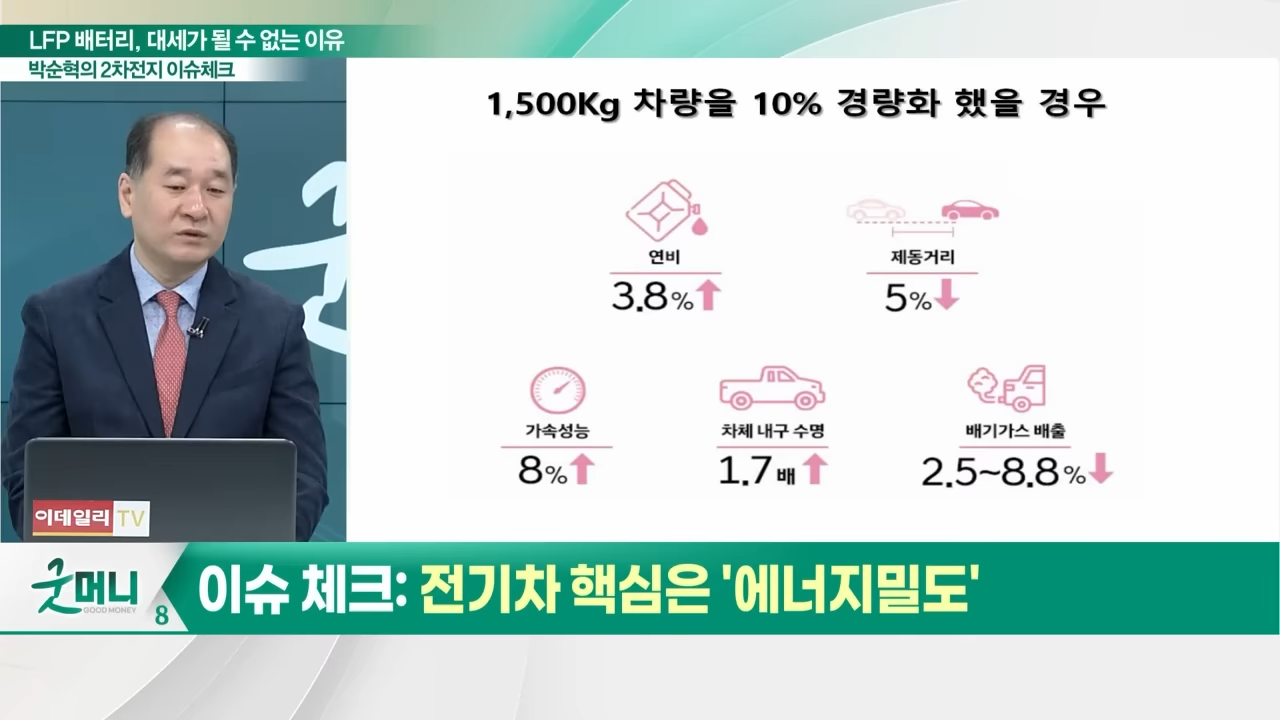 LFP 배터리, 대세가 될 수 없는 이유
박순혁의 2차전지 이슈체크
1,500Kg 차량을 10% 경량화 했을 경우
연비
3.8%
제동거리
5%
가속성능
8%
차체 내구 수명
1.7배
배기가스 배출
2.5~8.8%
이데일리 TV
굿머니
GOOD MONEY
8
이슈 체크: 전기차 핵심은 '에너지밀도'